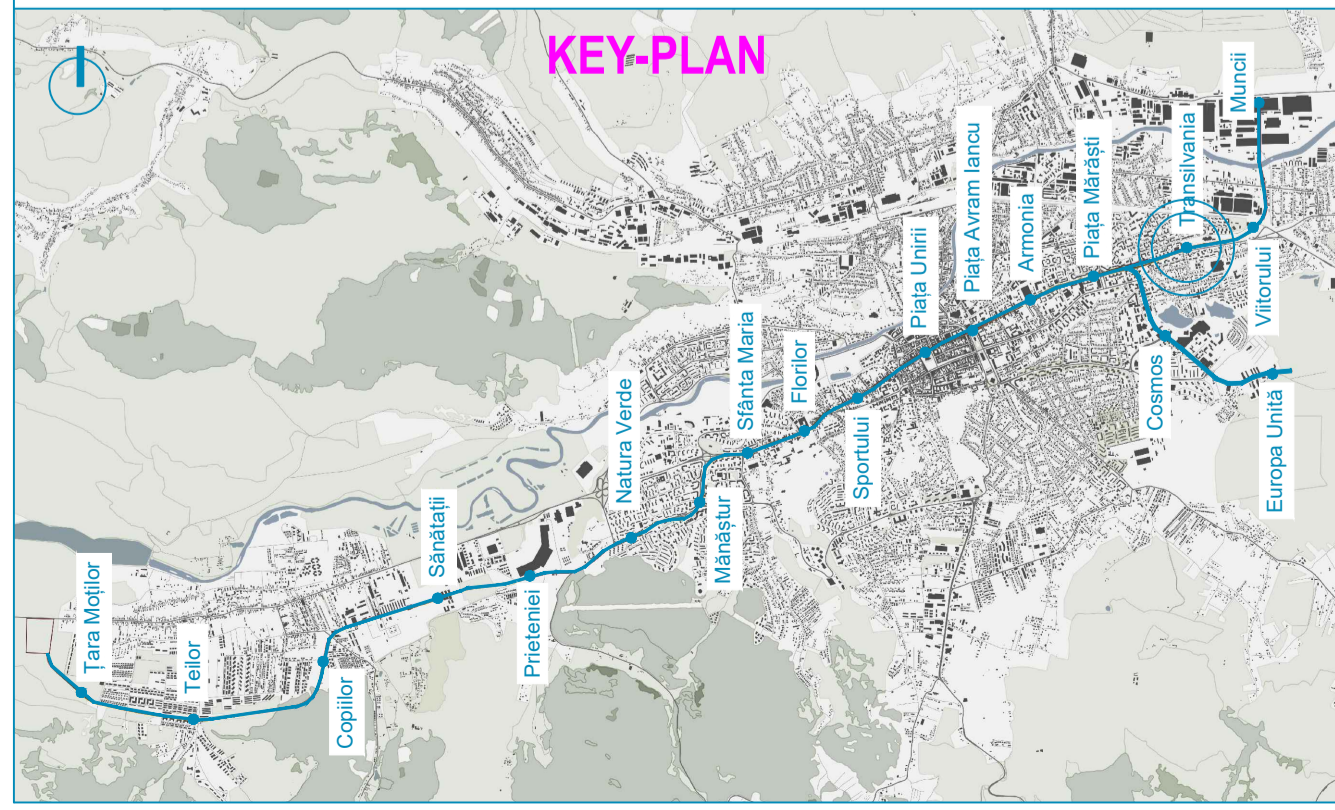 KEY-PLAN
Țara Moților
Teilor
Copiilor
Sănătații
Prieteniei
Natura Verde
Mănăștur
Sfânta Maria
Florilor
Sportului
Piața Unirii
Piața Avram Iancu
Armonia
Piața Mărăști
Transilvania
Viitorului
Muncii
Cosmos
Europa Unită